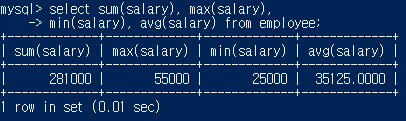 mysql> select sum(salary), max(salary),
    -> min(salary), avg(salary) from employee;
+-------------+-------------+-------------+-------------+
| sum(salary) | max(salary) | min(salary) | avg(salary) |
+-------------+-------------+-------------+-------------+
|      281000 |       55000 |       25000 |  35125.0000 |
+-------------+-------------+-------------+-------------+
1 row in set (0.01 sec)